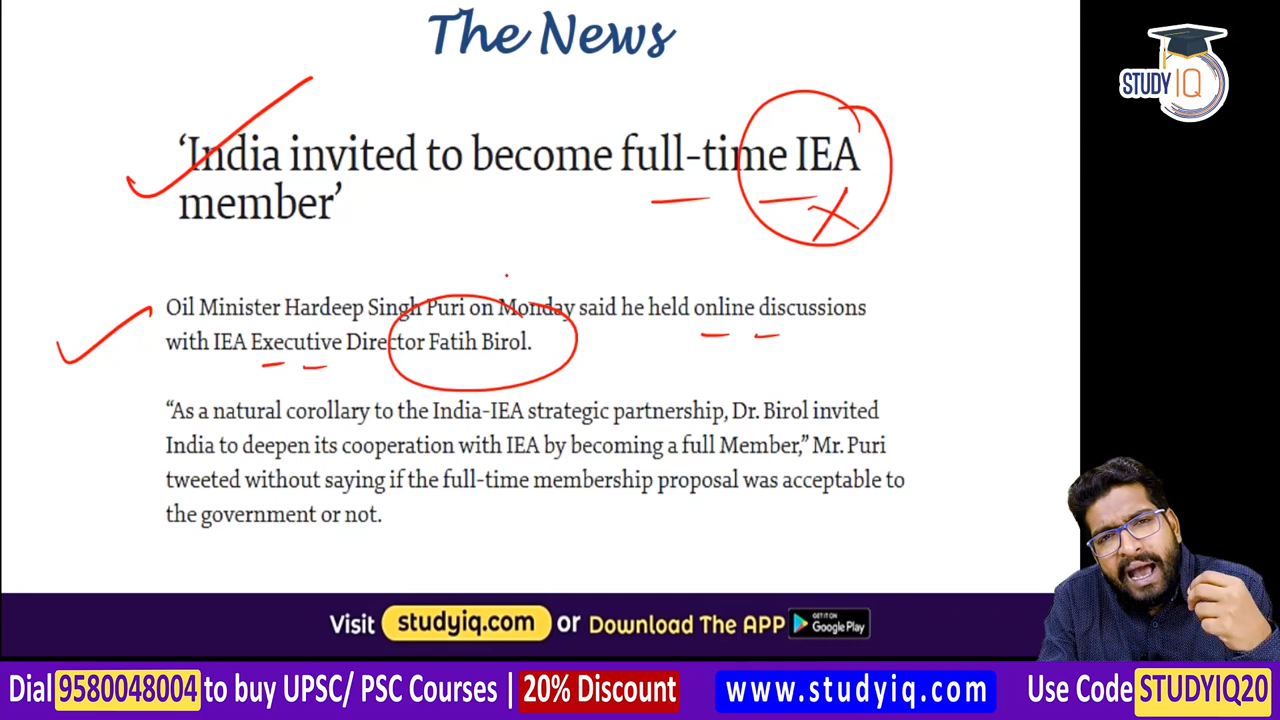 The News
STUDY IQ
‘India invited to become full-time IEA
member’
Oil Minister Hardeep Singh Puri on Monday said he held online discussions
with IEA Executive Director Fatih Birol.
“As a natural corollary to the India-IEA strategic partnership, Dr. Birol invited
India to deepen its cooperation with IEA by becoming a full Member,” Mr. Puri
tweeted without saying if the full-time membership proposal was acceptable to
the government or not.
Visit studyiq.com or Download The APP GET IT ON Google Play
Dial 9580048004 to buy UPSC/ PSC Courses | 20% Discount www.studyiq.com Use Code STUDYIQ20